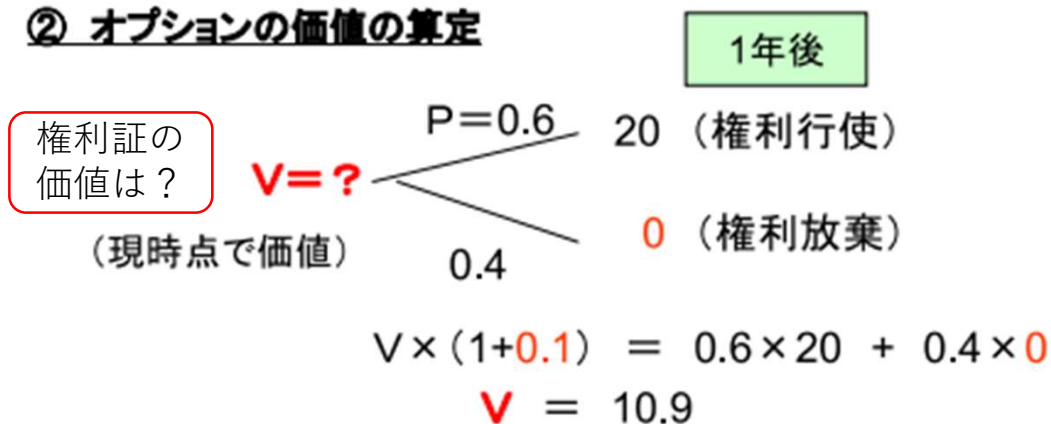 ② オプションの価値の算定
1年後
権利証の
価値は？
P＝0.6
20 （権利行使）
V=？
0 （権利放棄）
（現時点で価値）
0.4
V×（1+0.1） ＝ 0.6×20 + 0.4×0
V ＝ 10.9